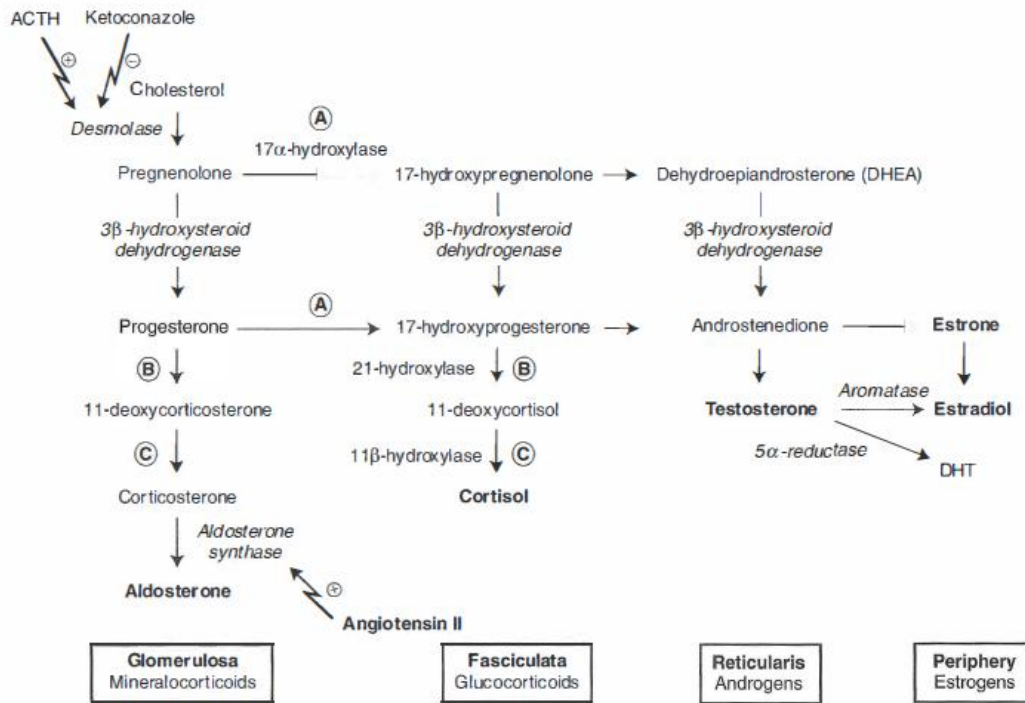 ACTH Ketoconazole
⊕ ⊖
Cholesterol
Desmolase
A
17α-hydroxylase
Pregnenolone 17-hydroxypregnenolone Dehydroepiandrosterone (DHEA)
3β-hydroxysteroid 3β-hydroxysteroid 3β-hydroxysteroid
dehydrogenase dehydrogenase dehydrogenase
A
Progesterone 17-hydroxyprogesterone Androstenedione Estrone
B 21-hydroxylase B
Aromatase
11-deoxycorticosterone 11-deoxycortisol Testosterone Estradiol
C 11β-hydroxylase C 5α-reductase
DHT
Corticosterone Cortisol
Aldosterone
synthase
Aldosterone ⊕
Angiotensin II
Glomerulosa Fasciculata Reticularis Periphery
Mineralocorticoids Glucocorticoids Androgens Estrogens